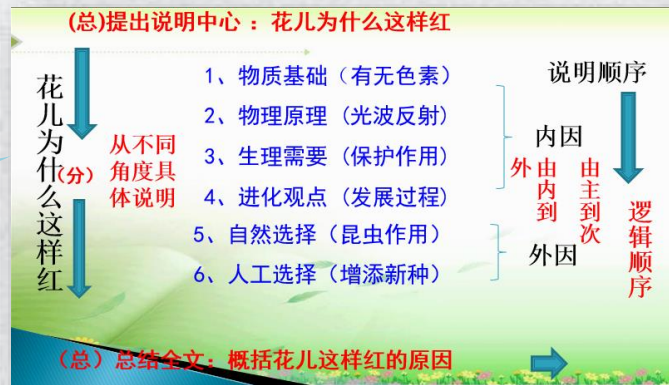 (总)提出说明中心 ：花儿为什么这样红
花儿为什么这样红
(分)
从不同
角度具
体说明
1、物质基础（有无色素）
2、物理原理（光波反射）
3、生理需要（保护作用）
4、进化观点（发展过程）
5、自然选择（昆虫作用）
6、人工选择（增添新种）
内因
外因
由内到外
由主到次
说明顺序
逻辑顺序
（总）总结全文：概括花儿这样红的原因